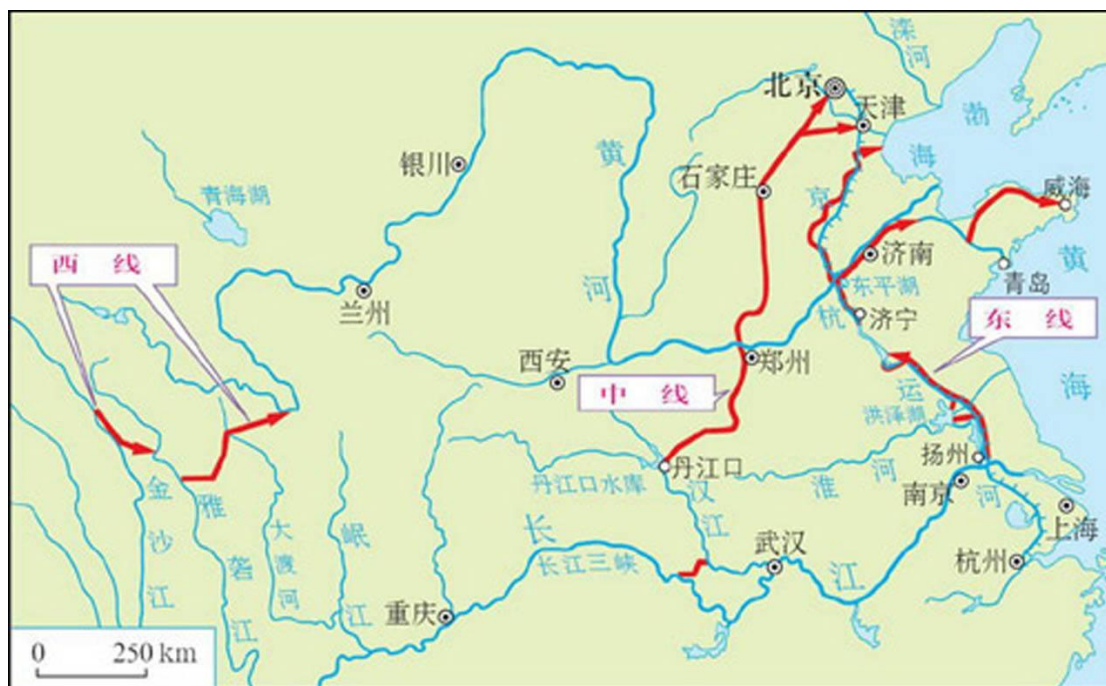 滦河
北京
天津
渤海
银川
黄河
石家庄
京杭运河
威海
青海湖
济南
黄海
西线
青岛
东平湖
兰州
济宁
东线
西安
郑州
中线
洪泽湖
扬州
丹江口
丹江口水库
淮河
南京
汉江
上海
金沙江
雅砻江
大渡河
岷江
长江
长江三峡
武汉
杭州
重庆
0 250 km